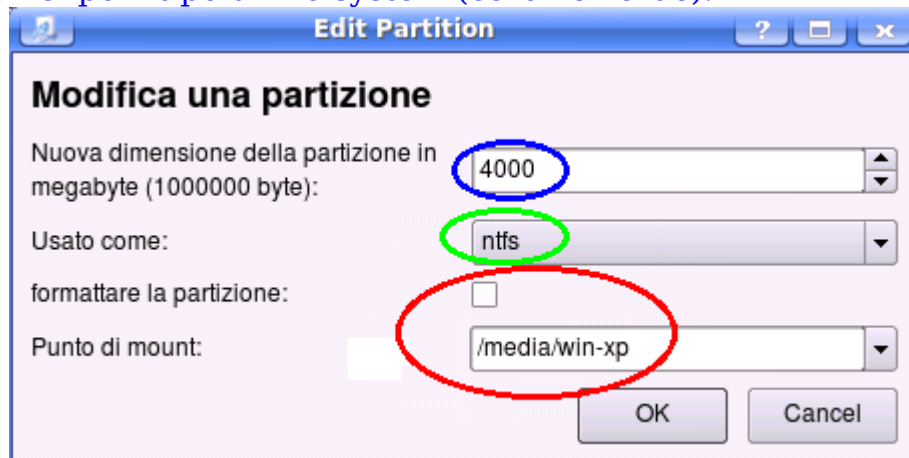 Edit Partition
Modifica una partizione
Nuova dimensione della partizione in
megabyte (1000000 byte):
4000
Usato come:
ntfs
formattare la partizione:
Punto di mount:
/media/win-xp
OK
Cancel